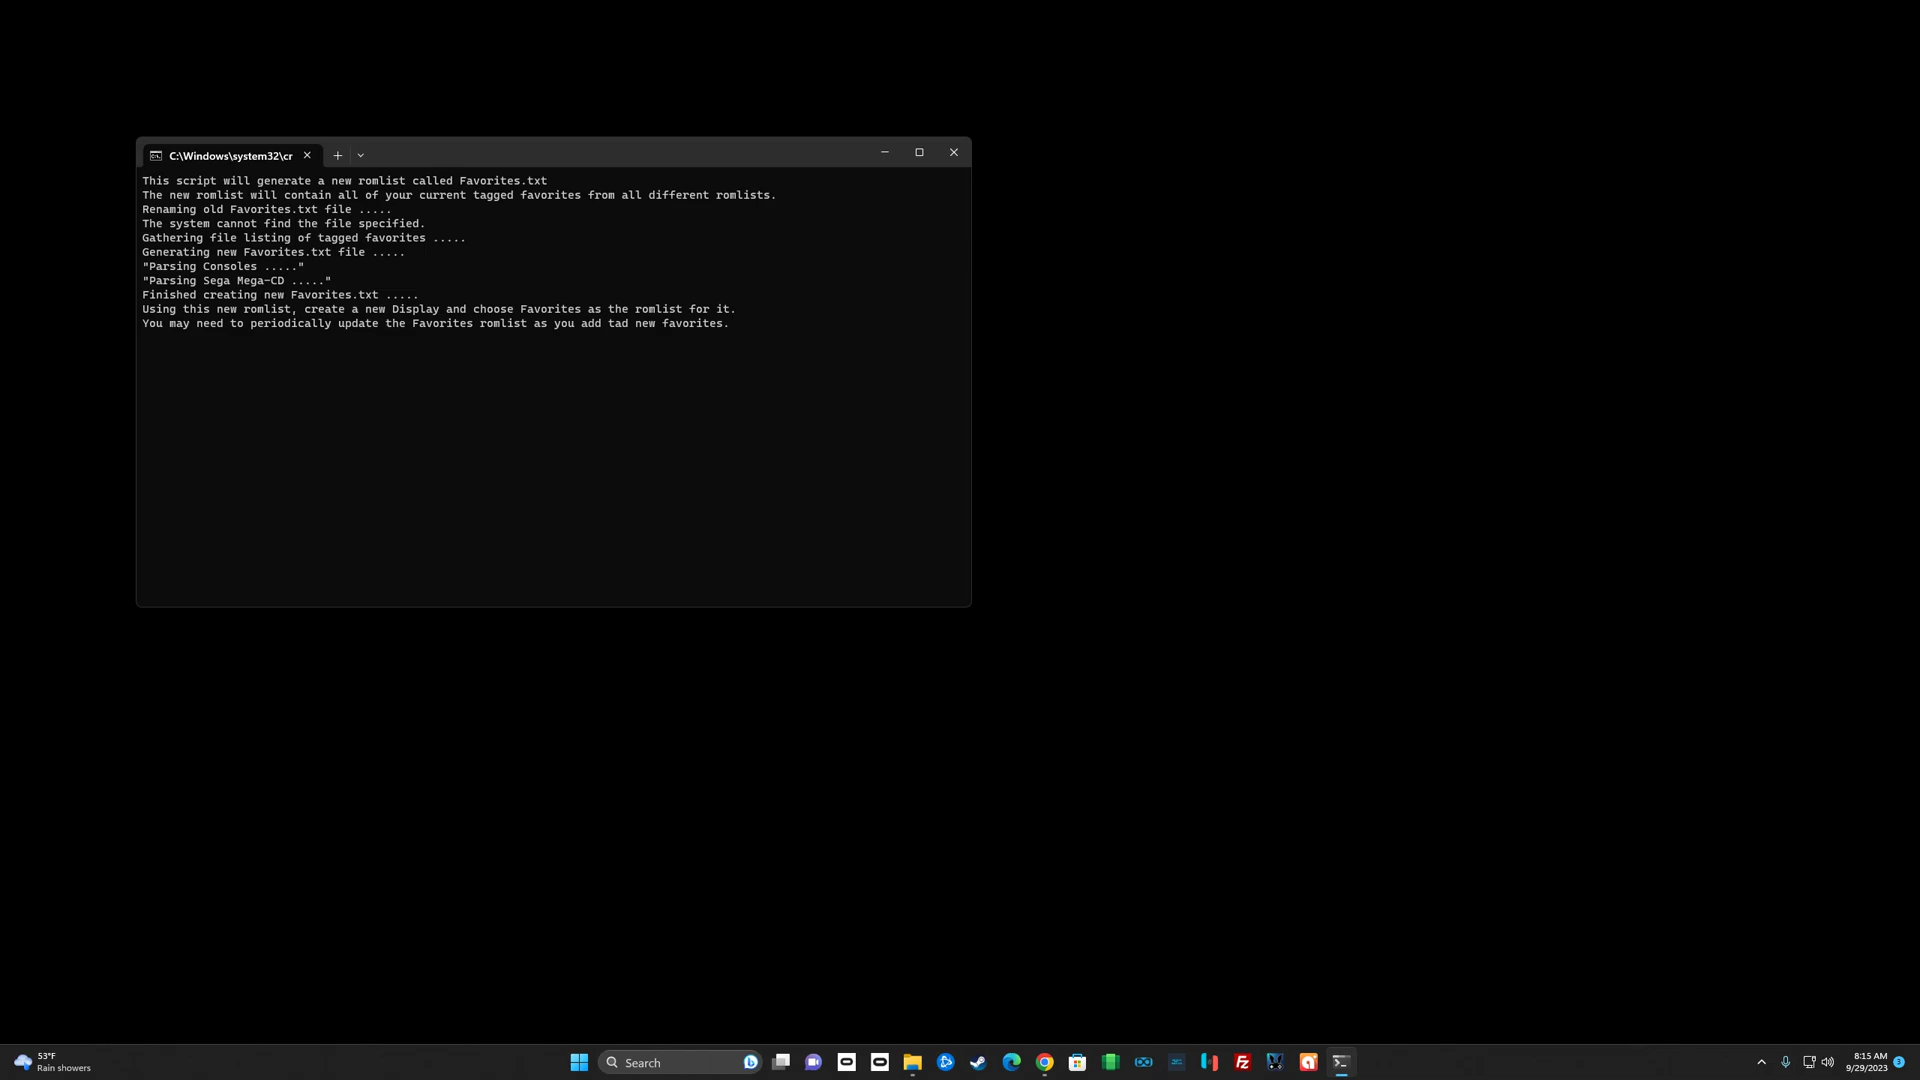 C:\Windows\system32\cr
This script will generate a new romlist called Favorites.txt
The new romlist will contain all of your current tagged favorites from all different romlists.
Renaming old Favorites.txt file .....
The system cannot find the file specified.
Gathering file listing of tagged favorites .....
Generating new Favorites.txt file .....
"Parsing Consoles ....."
"Parsing Sega Mega-CD ....."
Finished creating new Favorites.txt .....
Using this new romlist, create a new Display and choose Favorites as the romlist for it.
You may need to periodically update the Favorites romlist as you add tad new favorites.
53°F
Rain showers
Search
8:15 AM
9/29/2023
3